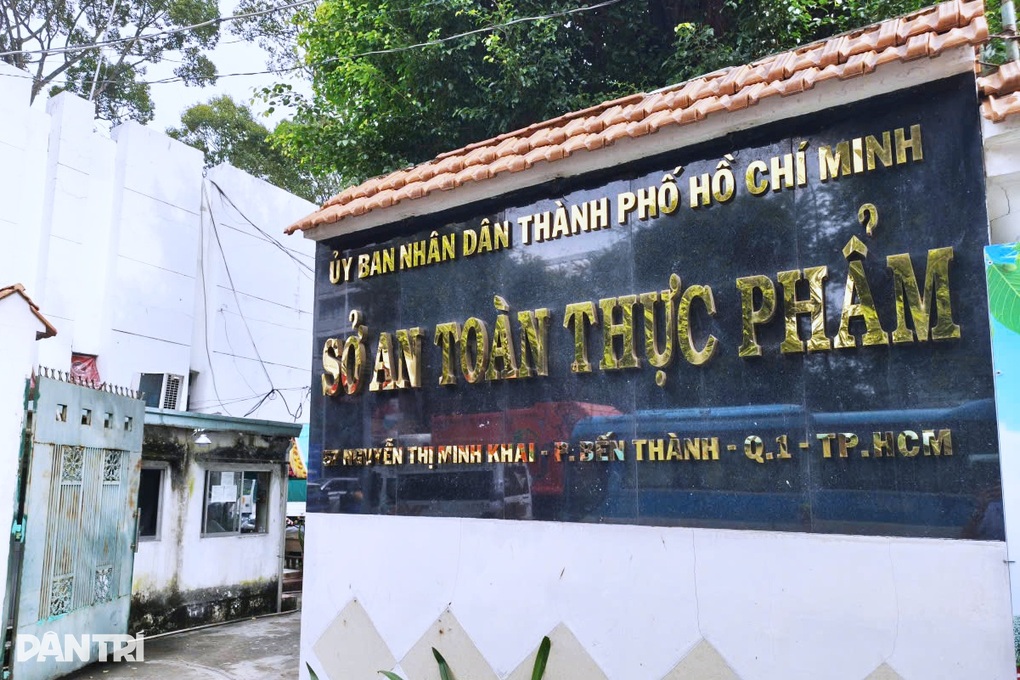 ỦY BAN NHÂN DÂN THÀNH PHỐ HỒ CHÍ MINH
SỞ AN TOÀN THỰC PHẨM
57 NGUYỄN THỊ MINH KHAI - P. BẾN THÀNH - Q.1 - TP.HCM
DÂN TRÍ